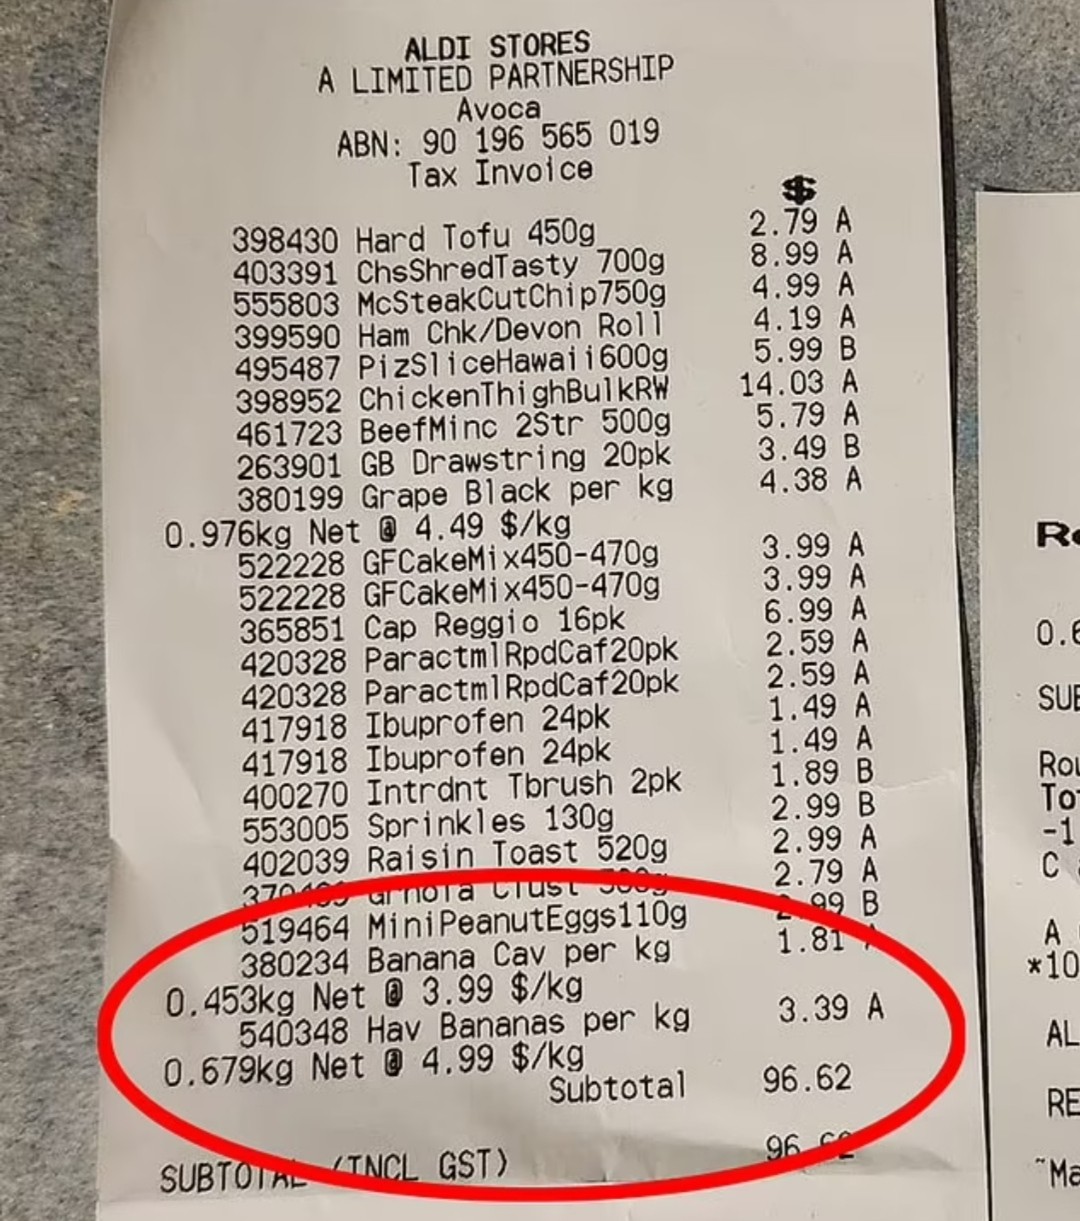 ALDI STORES
A LIMITED PARTNERSHIP
Avoca
ABN: 90 196 565 019
Tax Invoice
$
398430 Hard Tofu 450g 2.79 A
403391 ChsShredTasty 700g 8.99 A
555803 McSteakCutChip750g 4.99 A
399590 Ham Chk/Devon Roll 4.19 A
495487 PizSliceHawaii600g 5.99 B
398952 ChickenThighBulkRW 14.03 A
461723 BeefMinc 2Str 500g 5.79 A
263901 GB Drawstring 20pk 3.49 B
380199 Grape Black per kg 4.38 A
0.976kg Net @ 4.49 $/kg
522228 GFCakeMix450-470g 3.99 A
522228 GFCakeMix450-470g 3.99 A
365851 Cap Reggio 16pk 6.99 A
420328 ParactmlRpdCaf20pk 2.59 A
420328 ParactmlRpdCaf20pk 2.59 A
417918 Ibuprofen 24pk 1.49 A
417918 Ibuprofen 24pk 1.49 A
400270 Intrdnt Tbrush 2pk 1.89 B
553005 Sprinkles 130g 2.99 B
402039 Raisin Toast 520g 2.99 A
Clust 2.79 A
519464 MiniPeanutEggs110g 2.99 B
380234 Banana Cav per kg 1.81 A
0.453kg Net @ 3.99 $/kg
540348 Hav Bananas per kg 3.39 A
0.679kg Net @ 4.99 $/kg
Subtotal 96.62
SUBTOTAL (INCL GST) 96.62
0.6
SUB
Rou
Tot
-1
C
A
*10
AL
RE